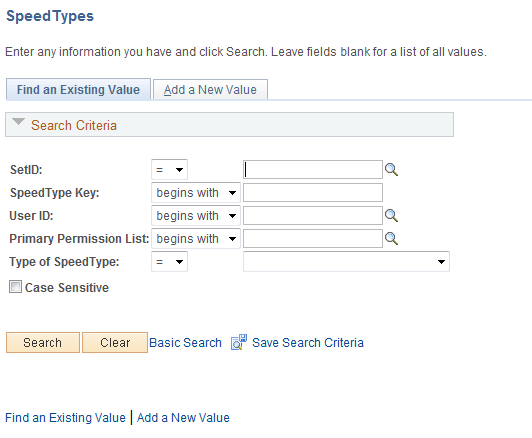 SpeedTypes
Enter any information you have and click Search. Leave fields blank for a list of all values.
Find an Existing Value Add a New Value
Search Criteria
SetID: =
SpeedType Key: begins with
User ID: begins with
Primary Permission List: begins with
Type of SpeedType: =
Case Sensitive
Search Clear Basic Search Save Search Criteria
Find an Existing Value | Add a New Value